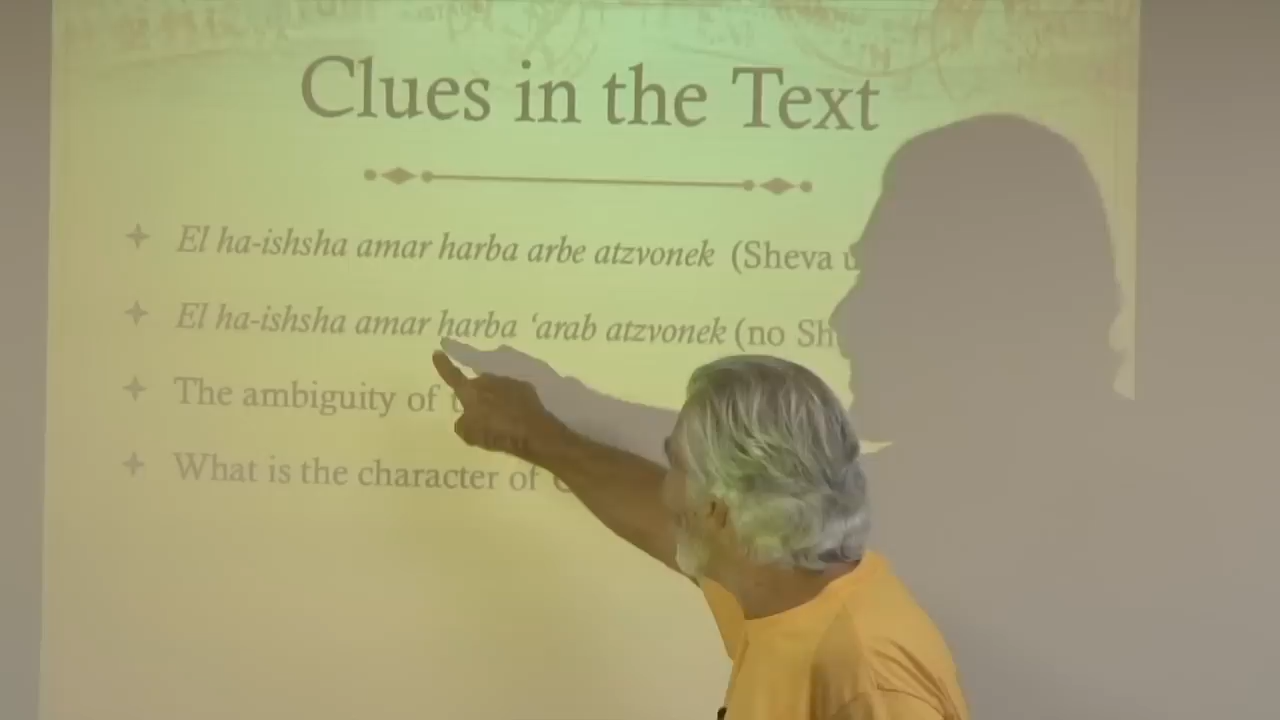 Clues in the Text
El ha-ishsha amar harba arbe atzvonek (Sheva
El ha-ishsha amar harba ‘arab atzvonek (no Sh
The ambiguity of
What is the character of